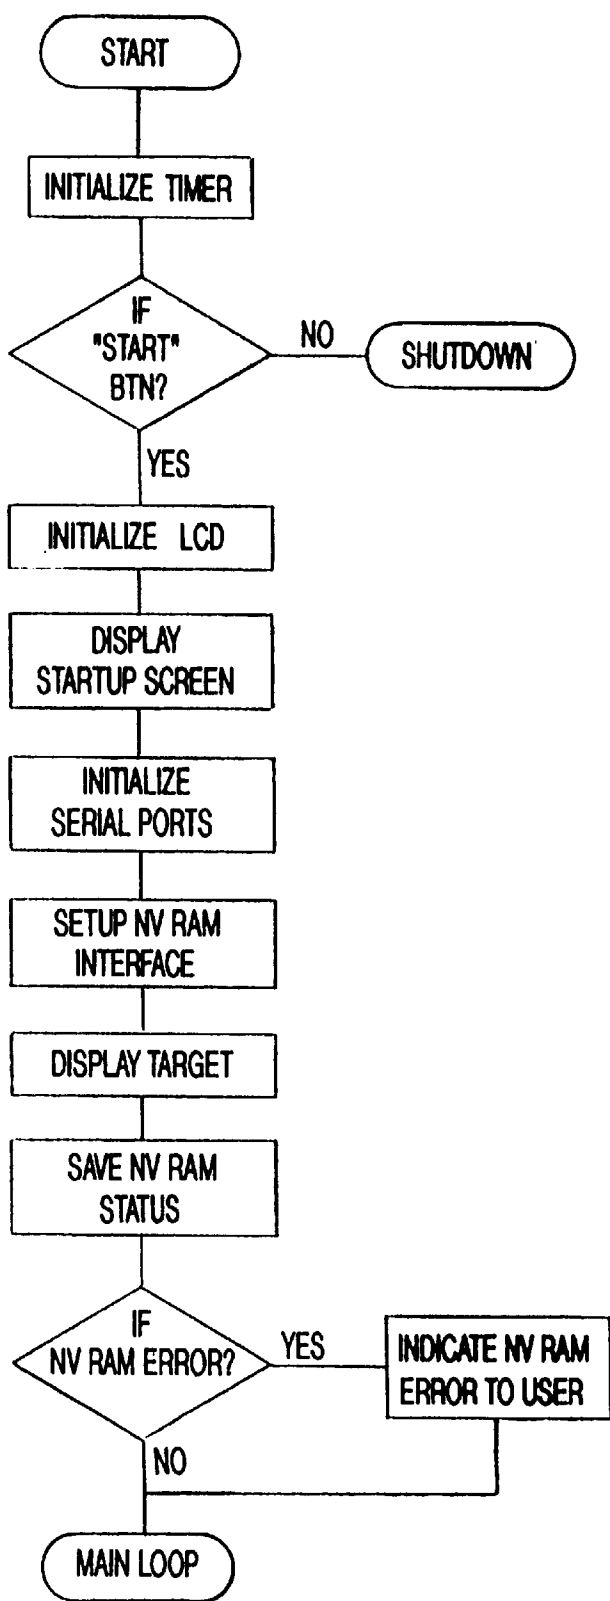 START
INITIALIZE TIMER
IF
"START"
BTN?
NO
SHUTDOWN
YES
INITIALIZE LCD
DISPLAY
STARTUP SCREEN
INITIALIZE
SERIAL PORTS
SETUP NV RAM
INTERFACE
DISPLAY TARGET
SAVE NV RAM
STATUS
IF
NV RAM ERROR?
YES
INDICATE NV RAM
ERROR TO USER
NO
MAIN LOOP